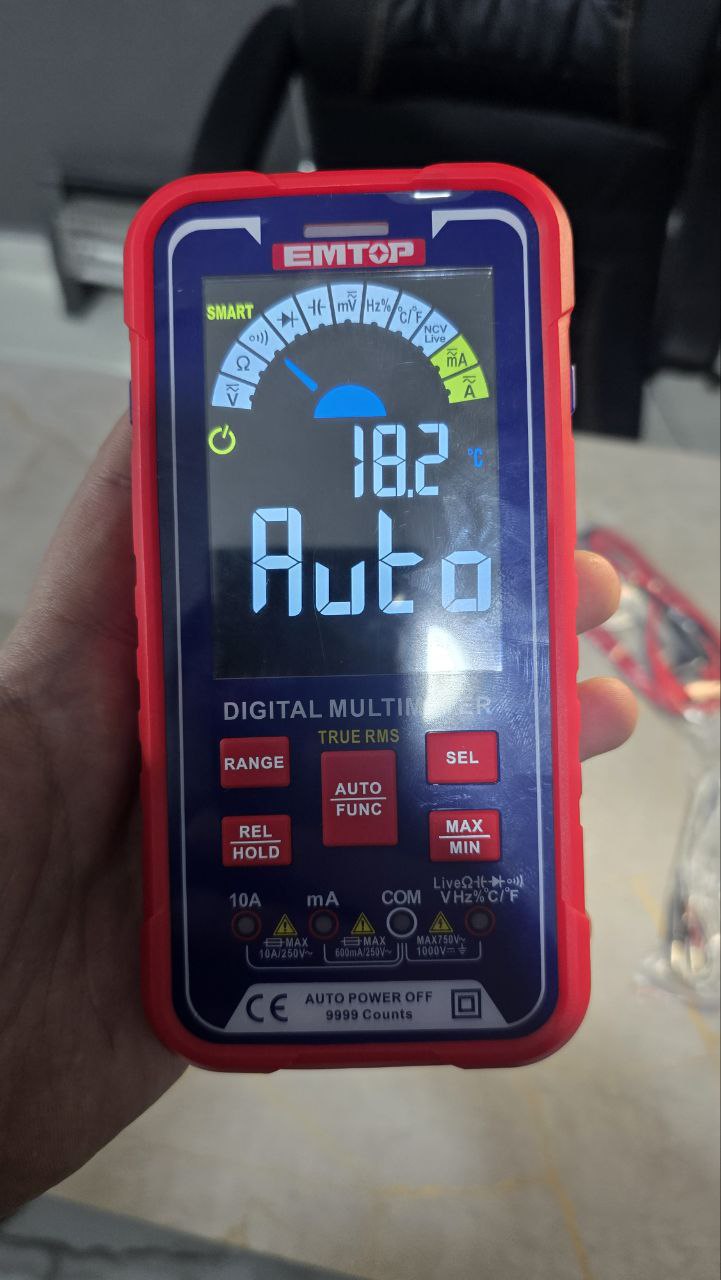 EMTOP
SMART
V
Ω
mV
Hz%
°C/°F
NCV
Live
mA
A
18.2 °C
Auto
DIGITAL MULTIMETER
TRUE RMS
RANGE
AUTO
FUNC
SEL
REL
HOLD
MAX
MIN
10A
mA
COM
LiveΩ
VHz%°C/°F
MAX
10A/250V~
MAX
600mA/250V~
MAX750V~
1000V⎓
CE
AUTO POWER OFF
9999 Counts